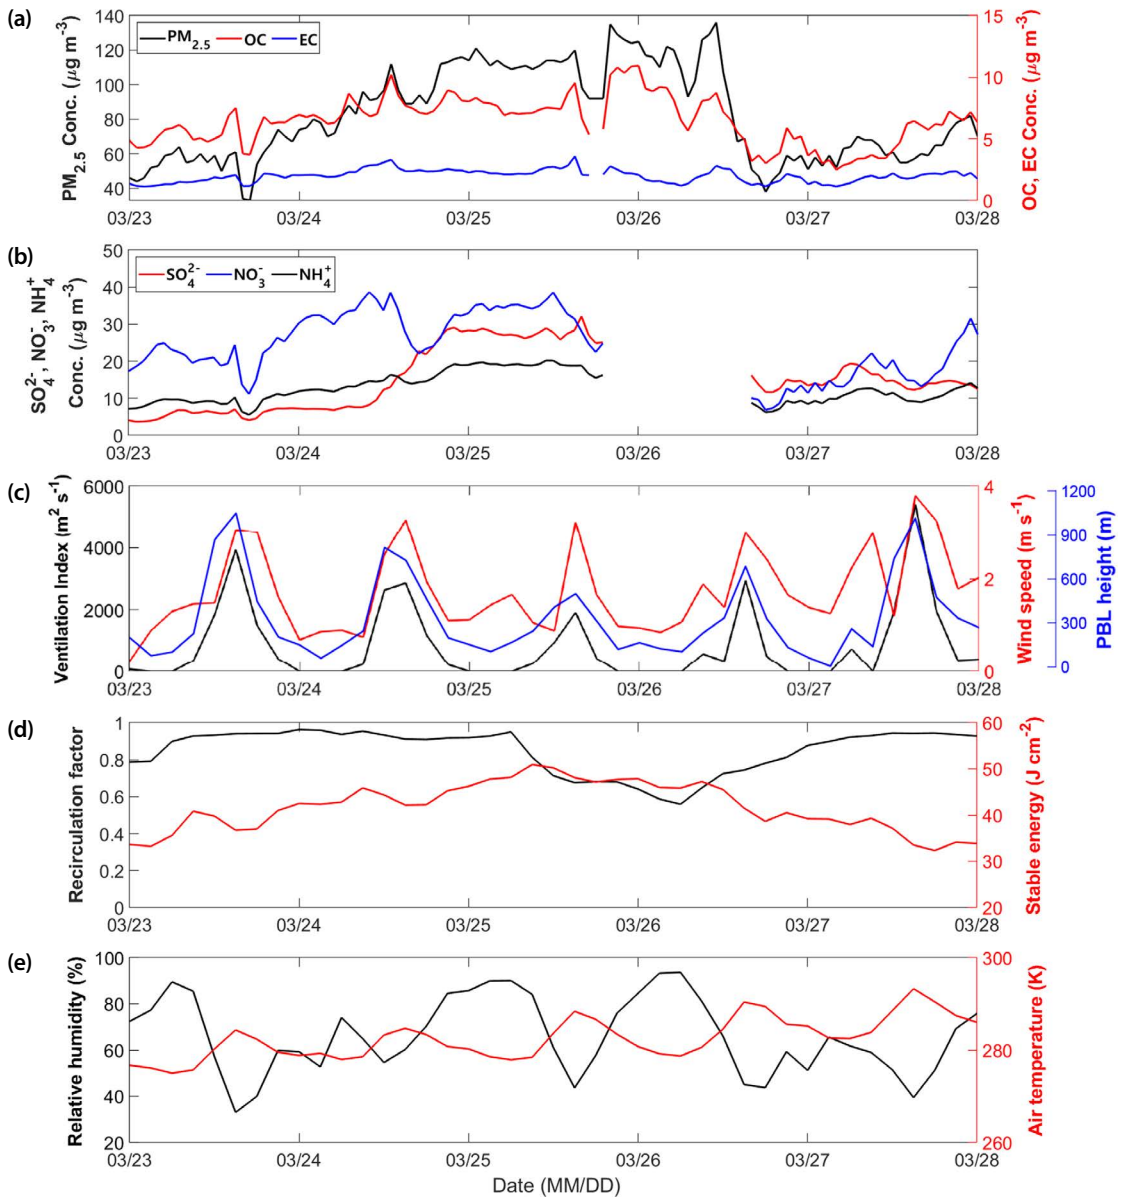 (a)
PM2.5 Conc. (μg m-3)
140
120
100
80
60
40
PM2.5 OC EC
15
10
5
0
OC, EC Conc. (μg m-3)
03/23 03/24 03/25 03/26 03/27 03/28
(b)
SO4 2-, NO3-, NH4+
Conc. (μg m-3)
50
40
30
20
10
0
SO4 2- NO3- NH4+
03/23 03/24 03/25 03/26 03/27 03/28
(c)
Ventilation Index (m2 s-1)
6000
4000
2000
0
4
2
0
Wind speed (m s-1)
1200
900
600
300
0
PBL height (m)
03/23 03/24 03/25 03/26 03/27 03/28
(d)
Recirculation factor
1
0.8
0.6
0.4
0.2
0
60
50
40
30
20
Stable energy (J cm-2)
03/23 03/24 03/25 03/26 03/27 03/28
(e)
Relative humidity (%)
100
80
60
40
20
300
280
260
Air temperature (K)
03/23 03/24 03/25 03/26 03/27 03/28
Date (MM/DD)